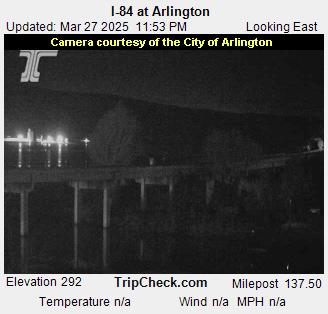 I-84 at Arlington
Updated: Mar 27 2025 11:53 PM Looking East
Camera courtesy of the City of Arlington
Elevation 292 TripCheck.com Milepost 137.50
Temperature n/a Wind n/a MPH n/a